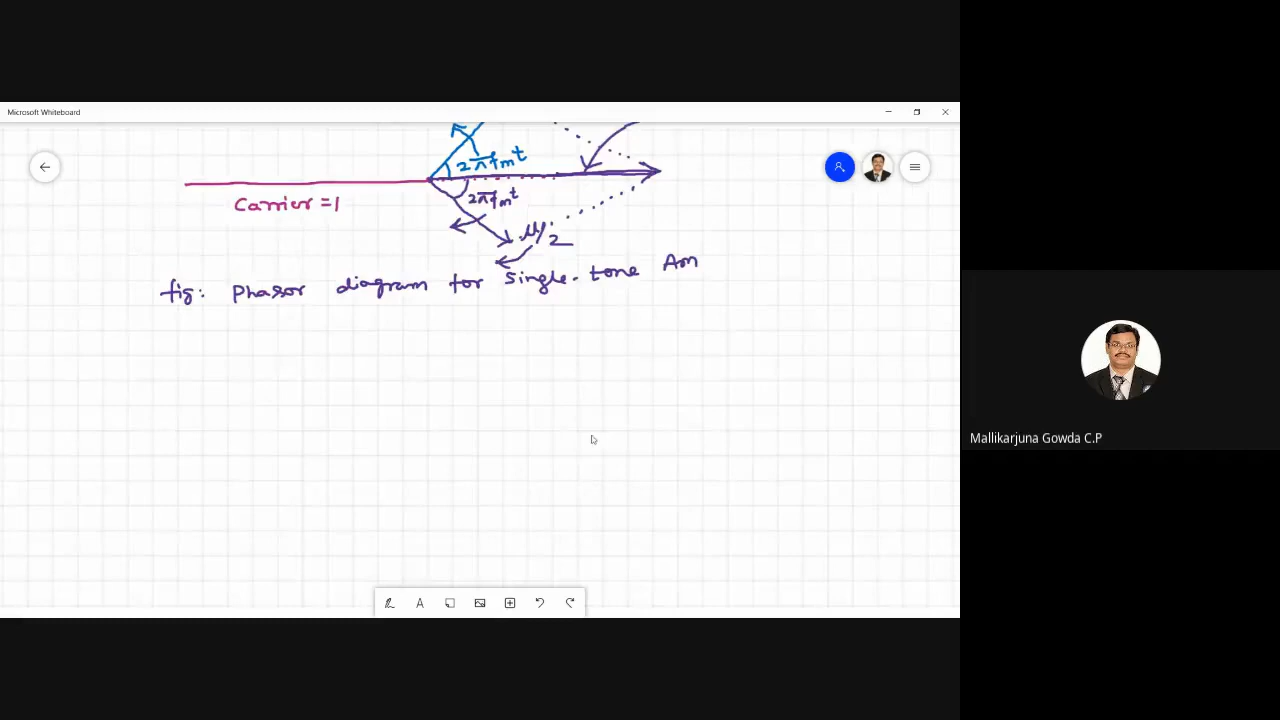 Microsoft Whiteboard
2πfmt
Carrier = 1
2πfmt
μ/2
fig: Phasor diagram for Single-tone Am
A
Mallikarjuna Gowda C.P